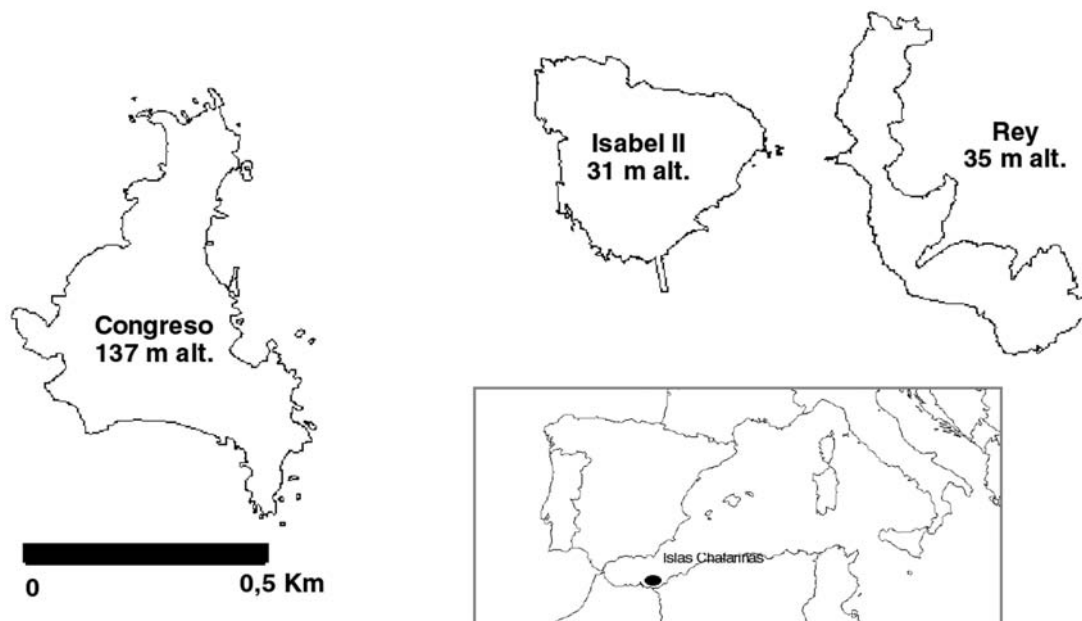 Isabel II
31 m alt.
Rey
35 m alt.
Congreso
137 m alt.
0
0,5 Km
Islas Chafarinas